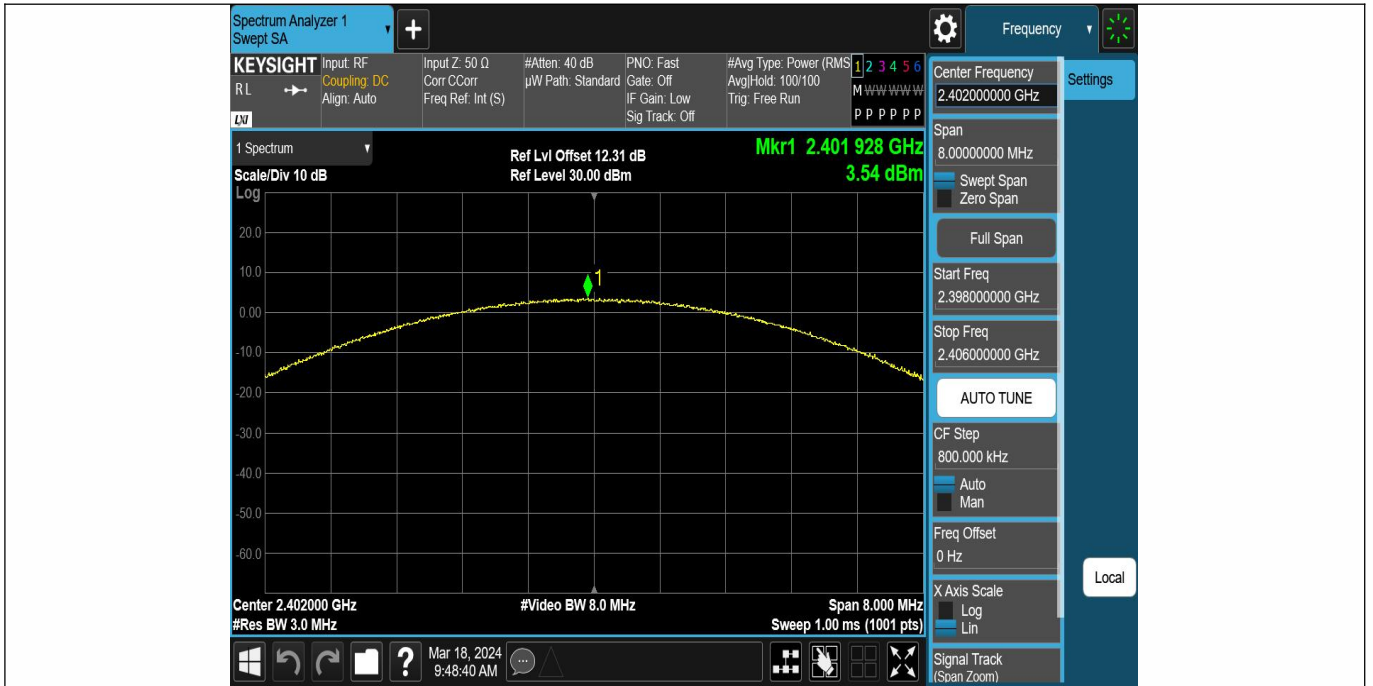 Spectrum Analyzer 1
Swept SA
+
Frequency
KEYSIGHT
RL
LXI
Input: RF
Coupling: DC
Align: Auto
Input Z: 50 Ω
Corr CCorr
Freq Ref: Int (S)
#Atten: 40 dB
µW Path: Standard
PNO: Fast
Gate: Off
IF Gain: Low
Sig Track: Off
#Avg Type: Power (RMS
Avg|Hold: 100/100
Trig: Free Run
1 2 3 4 5 6
M W W W W W
P P P P P P
1 Spectrum
Scale/Div 10 dB
Ref Lvl Offset 12.31 dB
Ref Level 30.00 dBm
Mkr1 2.401 928 GHz
3.54 dBm
Log
20.0
10.0
0.00
-10.0
-20.0
-30.0
-40.0
-50.0
-60.0
1
Center 2.402000 GHz
#Res BW 3.0 MHz
#Video BW 8.0 MHz
Span 8.000 MHz
Sweep 1.00 ms (1001 pts)
Center Frequency
2.402000000 GHz
Settings
Span
8.00000000 MHz
Swept Span
Zero Span
Full Span
Start Freq
2.398000000 GHz
Stop Freq
2.406000000 GHz
AUTO TUNE
CF Step
800.000 kHz
Auto
Man
Freq Offset
0 Hz
X Axis Scale
Log
Lin
Local
Signal Track
(Span Zoom)
?
Mar 18, 2024
9:48:40 AM